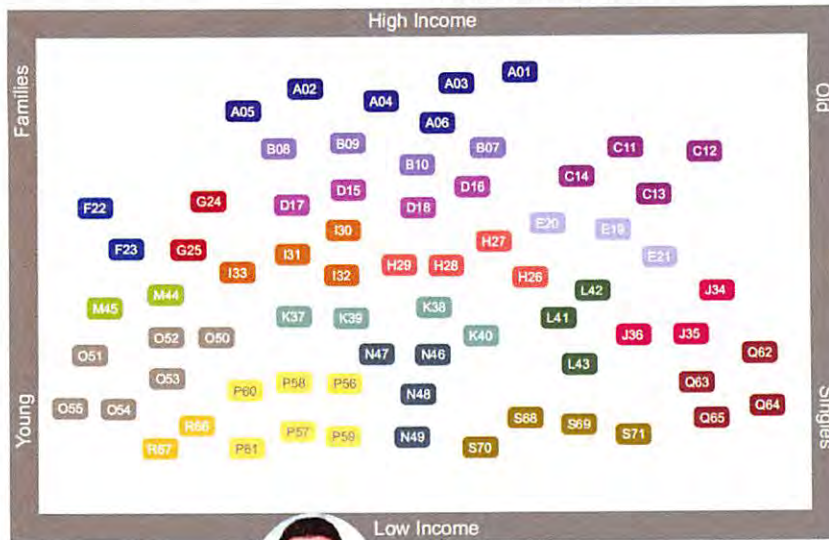 High Income
Families
Old
A01
A03
A02
A04
A05
A06
B09
B07
C11
B08
C12
B10
C14
D15
D16
C13
G24
D17
F22
D18
E20
E19
I30
H27
F23
G25
I31
E21
H29
H28
I33
I32
H26
L42
J34
M44
M45
K38
K37
K39
L41
J36
J35
O52
O50
K40
O51
N47
N46
Q62
L43
O53
P58
P56
Q63
P60
N48
Q64
O55
O54
S68
Q65
R66
S69
P57
P59
N49
S71
R67
P61
S70
Young
Singles
Low Income